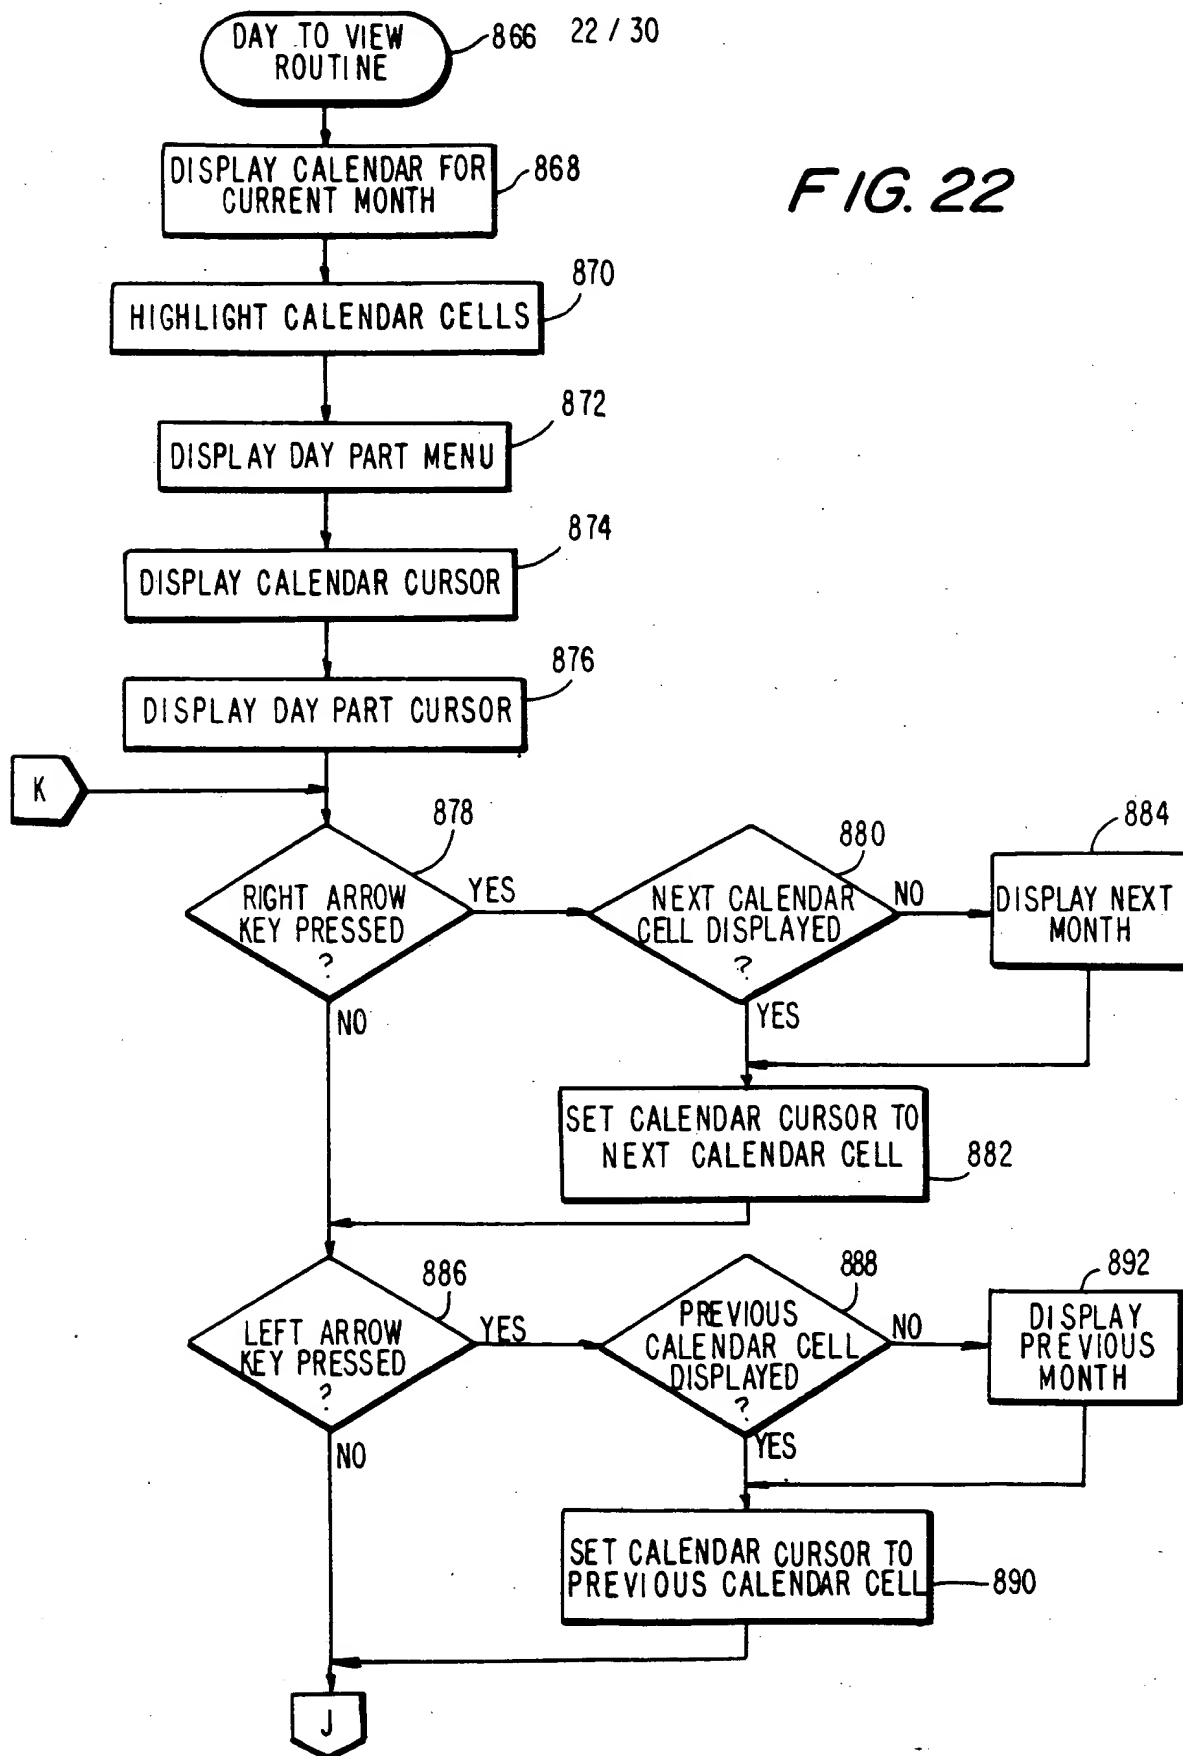 DAY TO VIEW
ROUTINE
866
22 / 30
DISPLAY CALENDAR FOR
CURRENT MONTH
868
FIG. 22
870
HIGHLIGHT CALENDAR CELLS
872
DISPLAY DAY PART MENU
874
DISPLAY CALENDAR CURSOR
876
DISPLAY DAY PART CURSOR
K
878
RIGHT ARROW
KEY PRESSED
?
YES
NO
880
NEXT CALENDAR
CELL DISPLAYED
?
NO
YES
884
DISPLAY NEXT
MONTH
SET CALENDAR CURSOR TO
NEXT CALENDAR CELL
882
886
LEFT ARROW
KEY PRESSED
?
YES
NO
888
PREVIOUS
CALENDAR CELL
DISPLAYED
?
NO
YES
892
DISPLAY
PREVIOUS
MONTH
SET CALENDAR CURSOR TO
PREVIOUS CALENDAR CELL
890
J